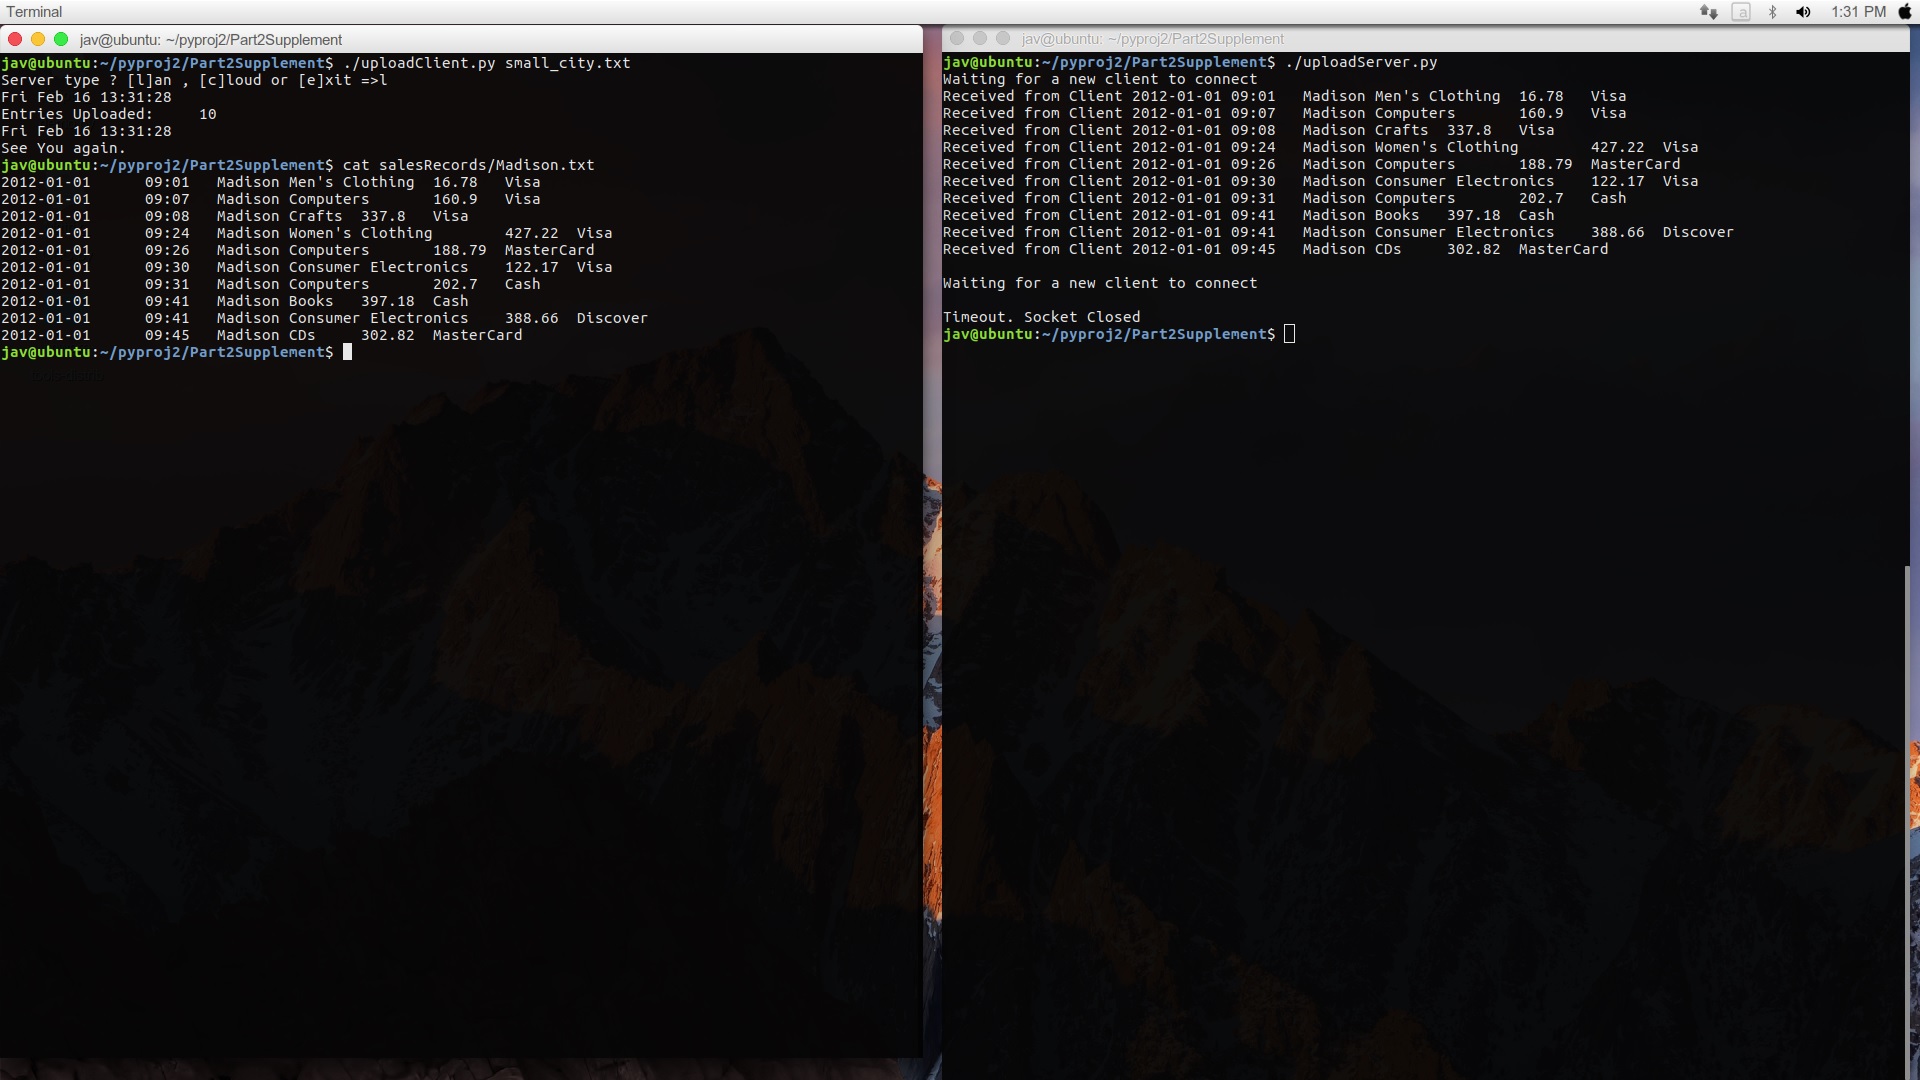 Terminal
a
1:31 PM
jav@ubuntu: ~/pyproj2/Part2Supplement
jav@ubuntu:~/pyproj2/Part2Supplement$ ./uploadClient.py small_city.txt
Server type ? [l]an , [c]loud or [e]xit =>l
Fri Feb 16 13:31:28
Entries Uploaded:     10
Fri Feb 16 13:31:28
See You again.
jav@ubuntu:~/pyproj2/Part2Supplement$ cat salesRecords/Madison.txt
2012-01-01      09:01   Madison Men's Clothing  16.78   Visa
2012-01-01      09:07   Madison Computers       160.9   Visa
2012-01-01      09:08   Madison Crafts  337.8   Visa
2012-01-01      09:24   Madison Women's Clothing        427.22  Visa
2012-01-01      09:26   Madison Computers       188.79  MasterCard
2012-01-01      09:30   Madison Consumer Electronics    122.17  Visa
2012-01-01      09:31   Madison Computers       202.7   Cash
2012-01-01      09:41   Madison Books   397.18  Cash
2012-01-01      09:41   Madison Consumer Electronics    388.66  Discover
2012-01-01      09:45   Madison CDs     302.82  MasterCard
jav@ubuntu:~/pyproj2/Part2Supplement$
jav@ubuntu: ~/pyproj2/Part2Supplement
jav@ubuntu:~/pyproj2/Part2Supplement$ ./uploadServer.py
Waiting for a new client to connect
Received from Client 2012-01-01 09:01   Madison Men's Clothing  16.78   Visa
Received from Client 2012-01-01 09:07   Madison Computers       160.9   Visa
Received from Client 2012-01-01 09:08   Madison Crafts  337.8   Visa
Received from Client 2012-01-01 09:24   Madison Women's Clothing        427.22  Visa
Received from Client 2012-01-01 09:26   Madison Computers       188.79  MasterCard
Received from Client 2012-01-01 09:30   Madison Consumer Electronics    122.17  Visa
Received from Client 2012-01-01 09:31   Madison Computers       202.7   Cash
Received from Client 2012-01-01 09:41   Madison Books   397.18  Cash
Received from Client 2012-01-01 09:41   Madison Consumer Electronics    388.66  Discover
Received from Client 2012-01-01 09:45   Madison CDs     302.82  MasterCard
Waiting for a new client to connect
Timeout. Socket Closed
jav@ubuntu:~/pyproj2/Part2Supplement$